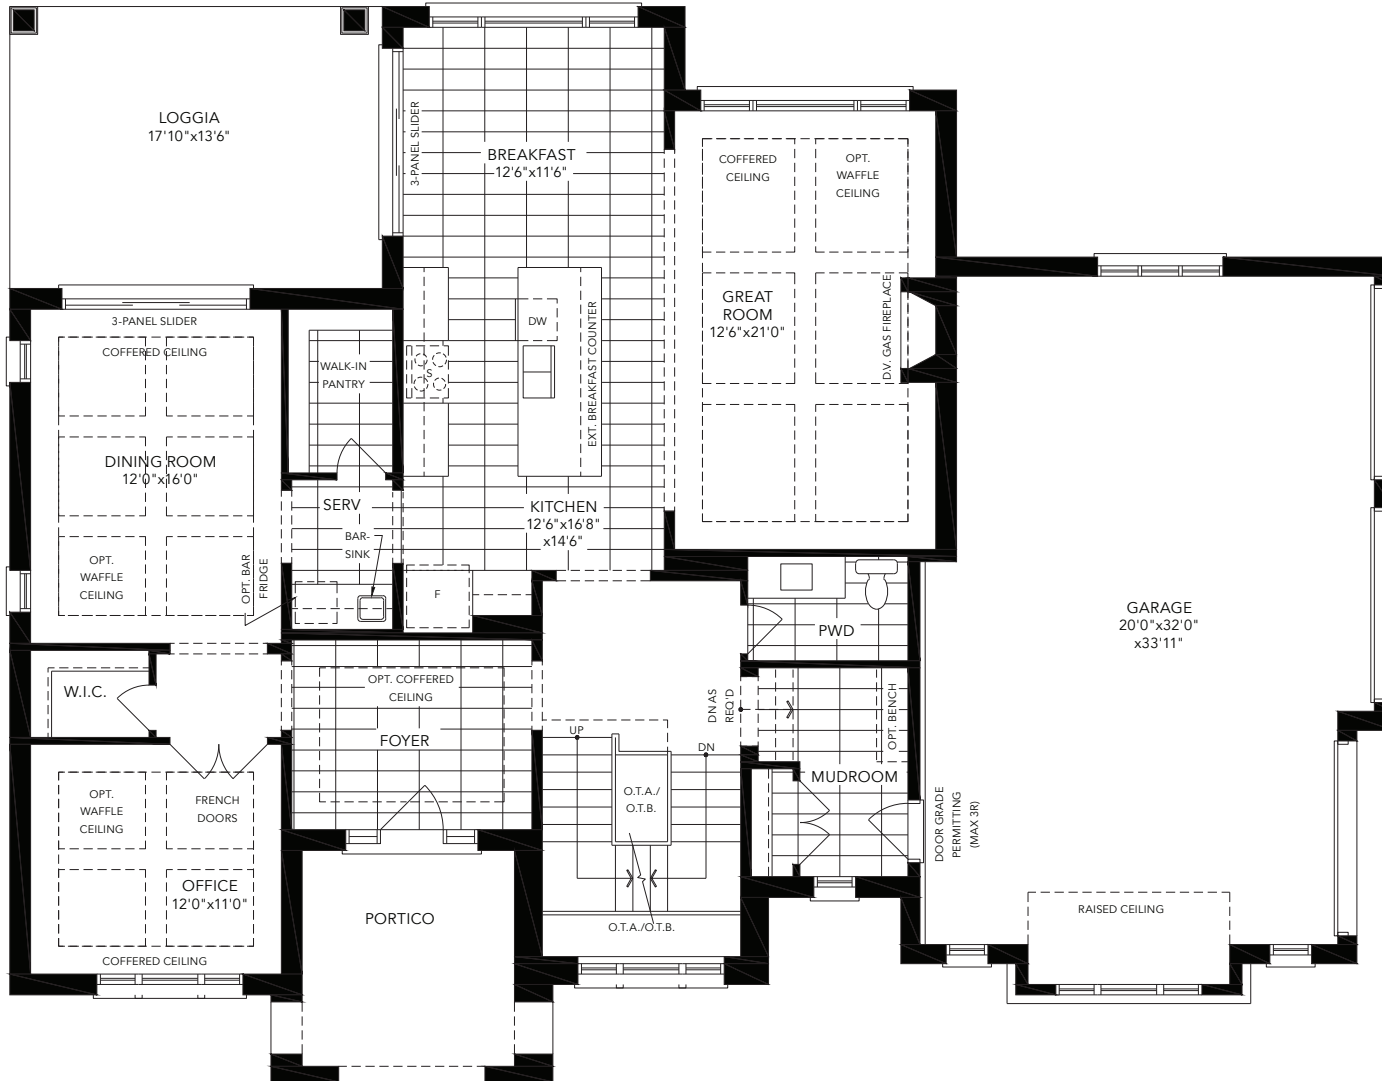 LOGGIA
17'10"x13'6"
3-PANEL SLIDER
BREAKFAST
12'6"x11'6"
COFFERED
CEILING
OPT.
WAFFLE
CEILING
GREAT
ROOM
12'6"x21'0"
D.V. GAS FIREPLACE
3-PANEL SLIDER
COFFERED CEILING
DINING ROOM
12'0"x16'0"
OPT.
WAFFLE
CEILING
WALK-IN
PANTRY
S
DW
EXT. BREAKFAST COUNTER
KITCHEN
12'6"x16'8"
x14'6"
SERV
BAR-
SINK
OPT. BAR
FRIDGE
F
PWD
GARAGE
20'0"x32'0"
x33'11"
W.I.C.
OPT. COFFERED
CEILING
FOYER
UP
DN
DN AS
REQ'D
OPT. BENCH
MUDROOM
O.T.A./
O.T.B.
DOOR GRADE
PERMITTING
(MAX 3R)
OPT.
WAFFLE
CEILING
FRENCH
DOORS
OFFICE
12'0"x11'0"
COFFERED CEILING
PORTICO
O.T.A./O.T.B.
RAISED CEILING